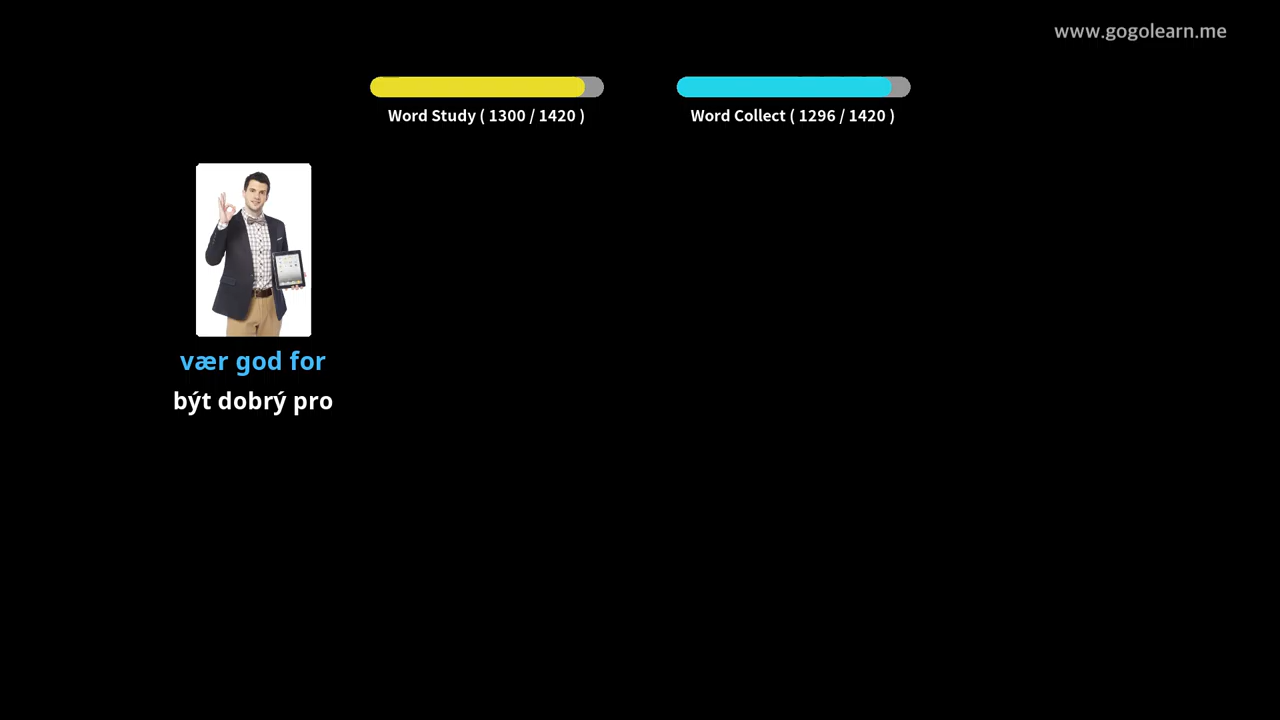 www.gogolearn.me
Word Study ( 1300 / 1420 )
Word Collect ( 1296 / 1420 )
vær god for
být dobrý pro